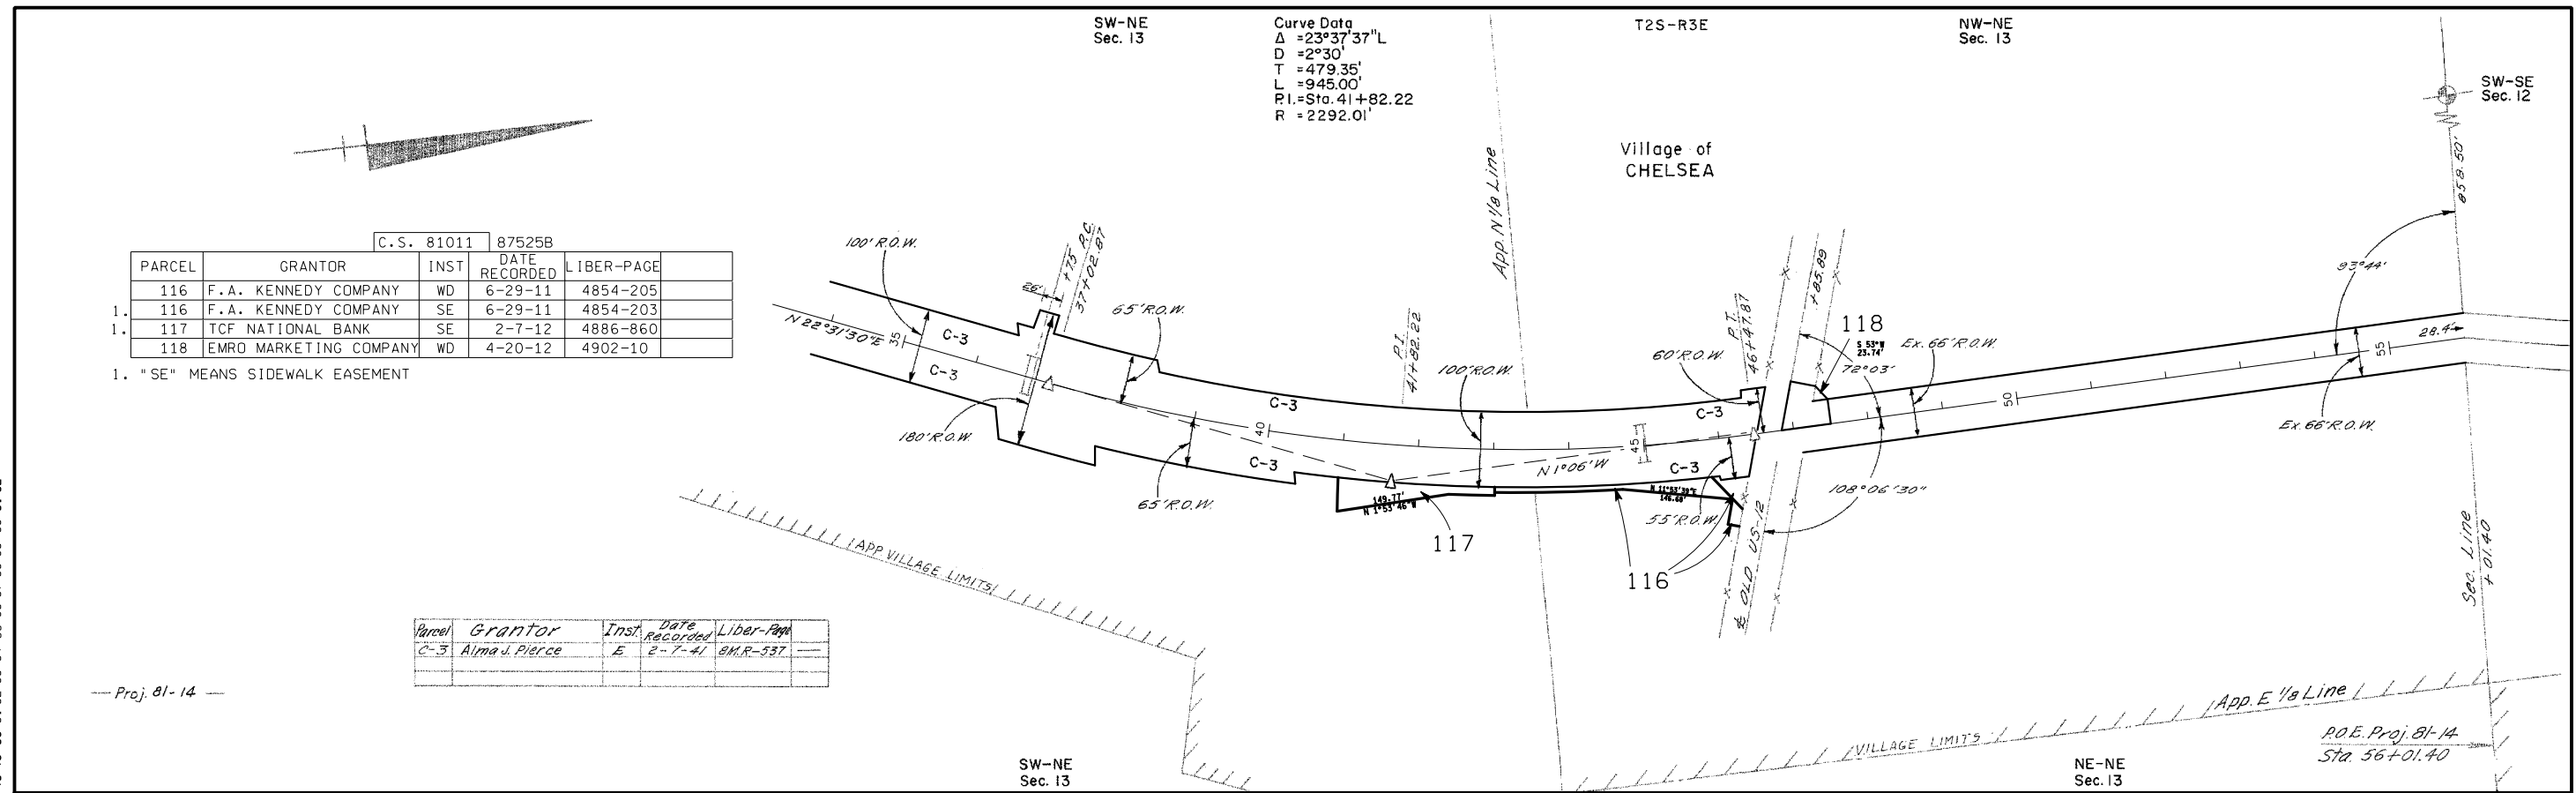 SW-NE
Sec. 13
Curve Data
Δ =23°37'37"L
D =2°30'
T =479.35'
L =945.00'
P.I.=Sta. 41+82.22
R =2292.01'
T2S-R3E
NW-NE
Sec. 13
SW-SE
Sec. 12
858.50'
Village of
CHELSEA
App. N 1/8 Line
C.S. 81011 87525B
PARCEL GRANTOR INST DATE RECORDED LIBER-PAGE
116 F.A. KENNEDY COMPANY WD 6-29-11 4854-205
1. 116 F.A. KENNEDY COMPANY SE 6-29-11 4854-203
1. 117 TCF NATIONAL BANK SE 2-7-12 4886-860
118 EMRO MARKETING COMPANY WD 4-20-12 4902-10
1. "SE" MEANS SIDEWALK EASEMENT
100' R.O.W.
26'
+75
P.C.
37+02.87
65' R.O.W.
N 22°31'30"E
35
C-3
C-3
180' R.O.W.
40
C-3
C-3
65' R.O.W.
P.I.
41+82.22
100' R.O.W.
N 1°06' W
45
C-3
C-3
60' R.O.W.
P.T.
46+47.87
+85.89
118
S 53°W
23.74'
72°03'
Ex. 66' R.O.W.
50
93°44'
55
28.4'
Ex. 66' R.O.W.
149.77'
N 1°53'46"W
117
N 11°53'39"E
146.60'
55' R.O.W.
116
℄ OLD US-12
108°06'30"
Sec. Line
+01.40
APP. VILLAGE LIMITS
Parcel Grantor Inst. Date Recorded Liber-Page
C-3 Alma J. Pierce E 2-7-41 8M.R-537 —
— Proj. 81-14 —
SW-NE
Sec. 13
VILLAGE LIMITS
App. E 1/8 Line
NE-NE
Sec. 13
P.O.E. Proj. 81-14
Sta. 56+01.40